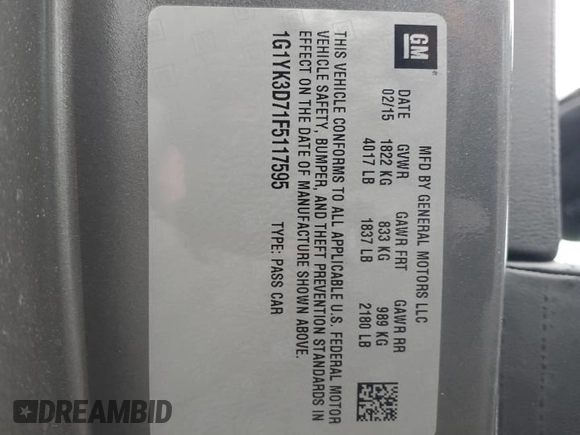 GM
MFD BY GENERAL MOTORS LLC
DATE GVWR GAWR FRT GAWR RR
02/15 1822 KG 833 KG 989 KG
4017 LB 1837 LB 2180 LB
THIS VEHICLE CONFORMS TO ALL APPLICABLE U.S. FEDERAL MOTOR
VEHICLE SAFETY, BUMPER, AND THEFT PREVENTION STANDARDS IN
EFFECT ON THE DATE OF MANUFACTURE SHOWN ABOVE.
1G1YK3D71F5117595 TYPE: PASS CAR
DREAMBID